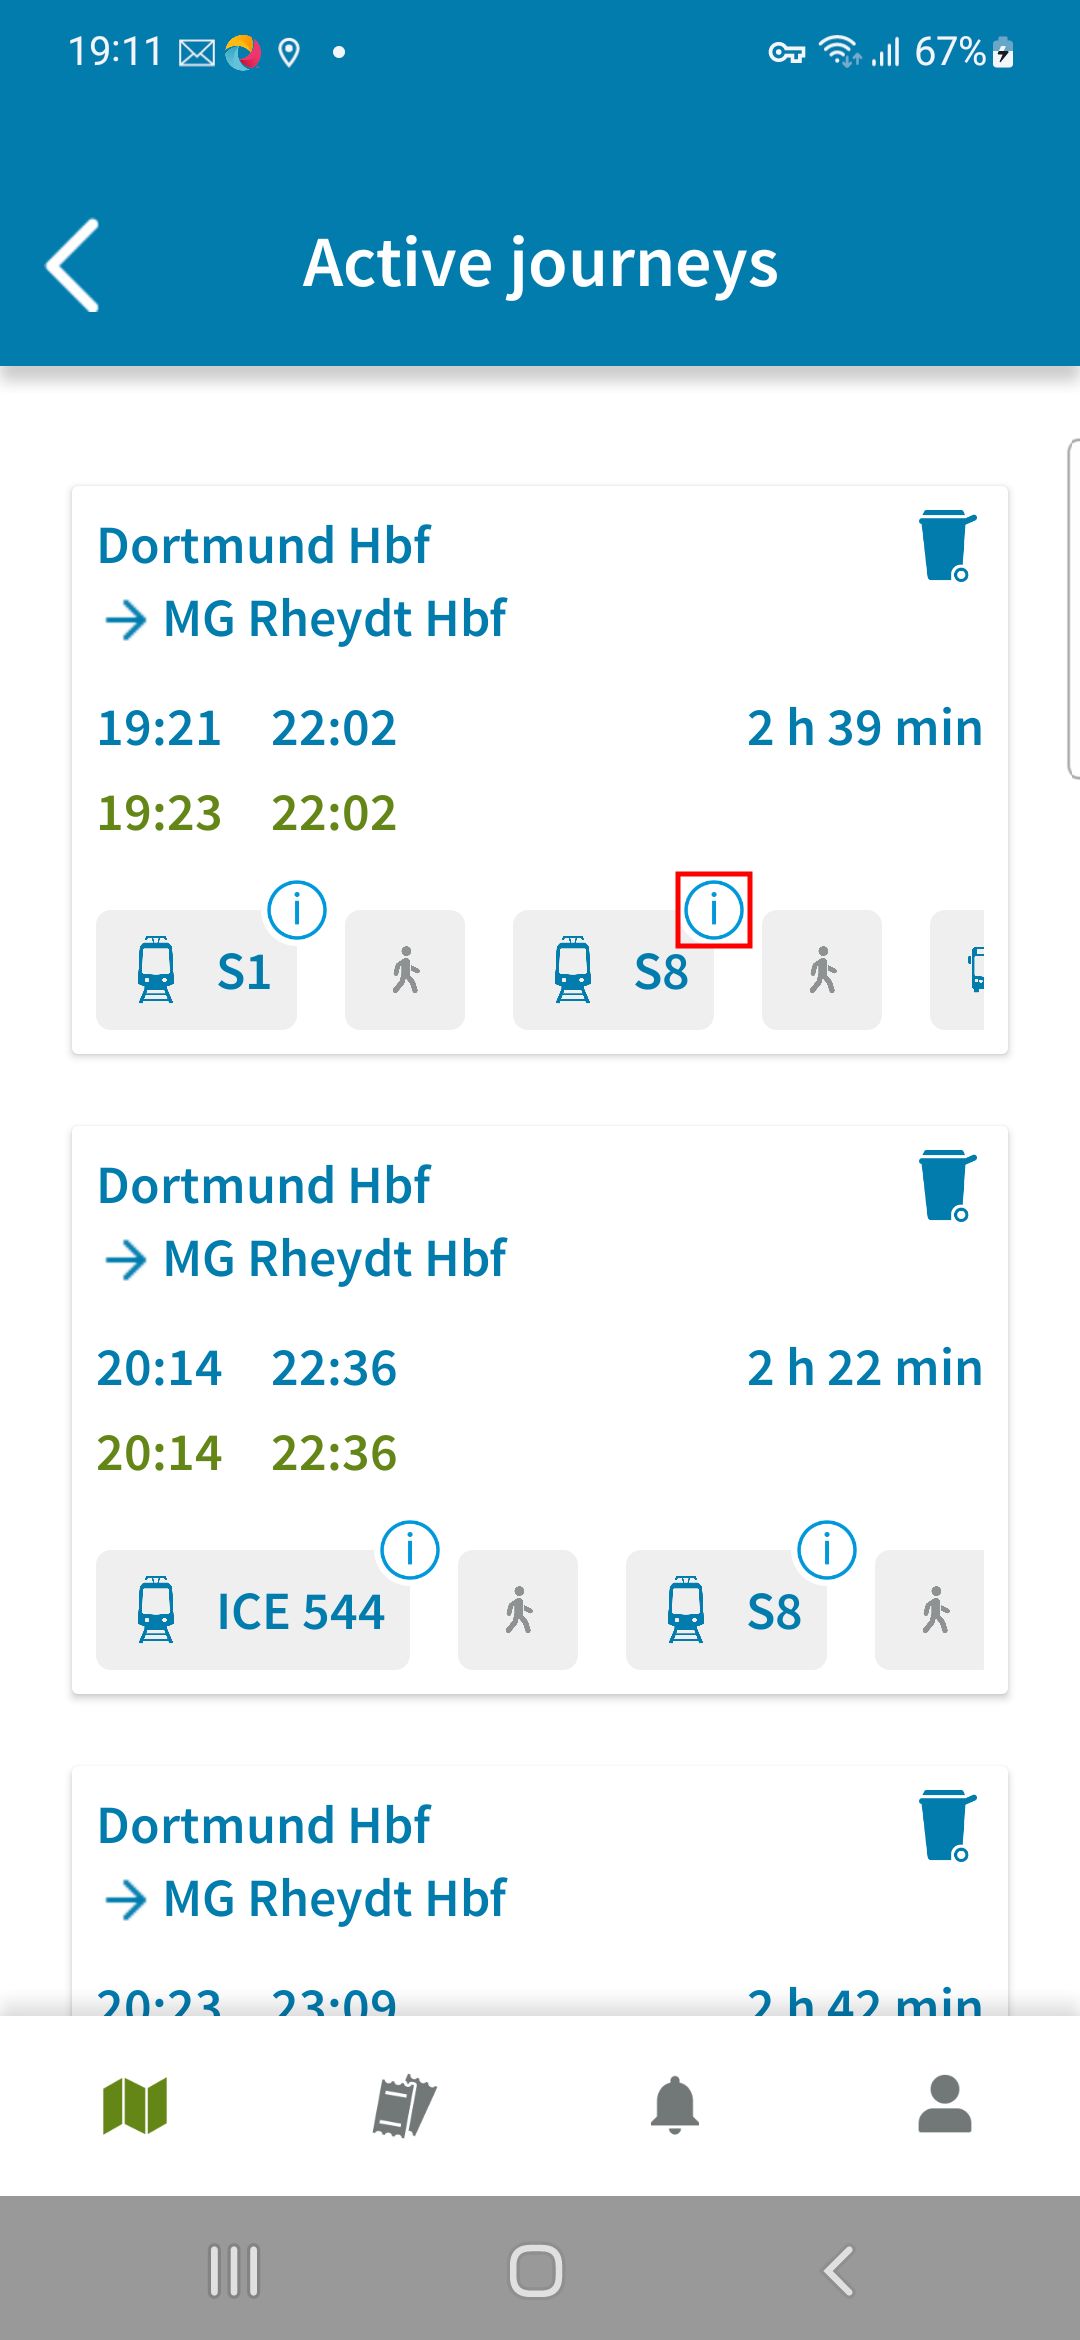 19:11 67%
Active journeys
Dortmund Hbf
→ MG Rheydt Hbf
19:21 22:02 2 h 39 min
19:23 22:02
S1 S8
Dortmund Hbf
→ MG Rheydt Hbf
20:14 22:36 2 h 22 min
20:14 22:36
ICE 544 S8
Dortmund Hbf
→ MG Rheydt Hbf
20:23 23:09 2 h 42 min